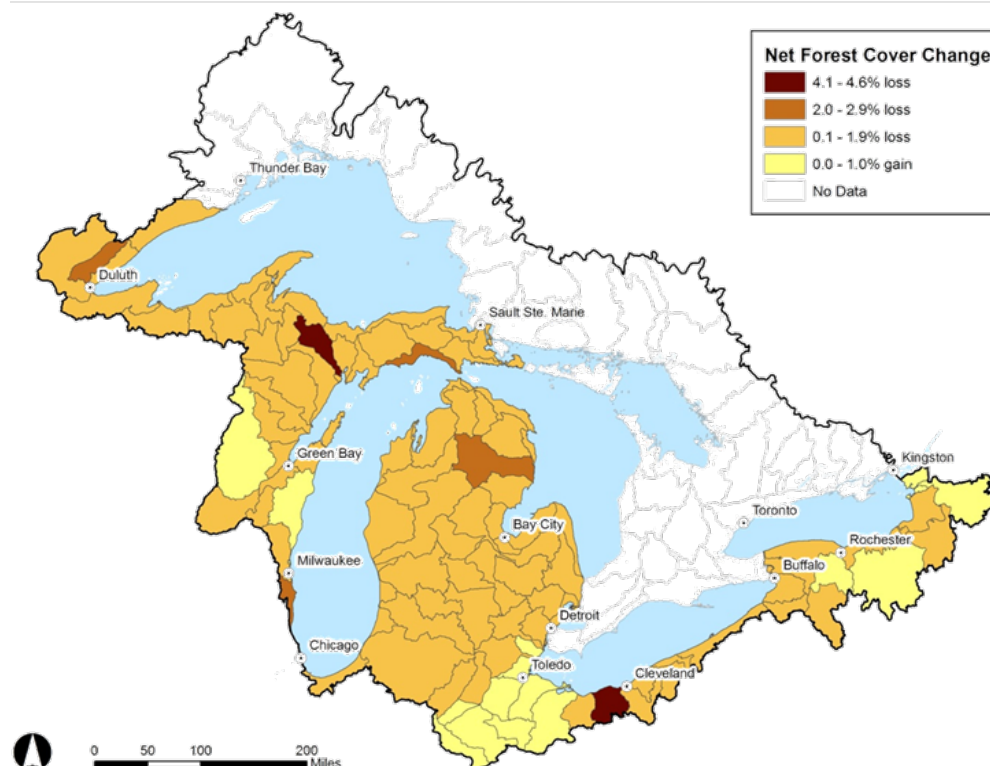 Net Forest Cover Change
4.1 - 4.6% loss
2.0 - 2.9% loss
0.1 - 1.9% loss
0.0 - 1.0% gain
No Data
Thunder Bay
Duluth
Sault Ste. Marie
Green Bay
Kingston
Toronto
Bay City
Rochester
Milwaukee
Buffalo
Detroit
Chicago
Toledo
Cleveland
0 50 100 200
Miles